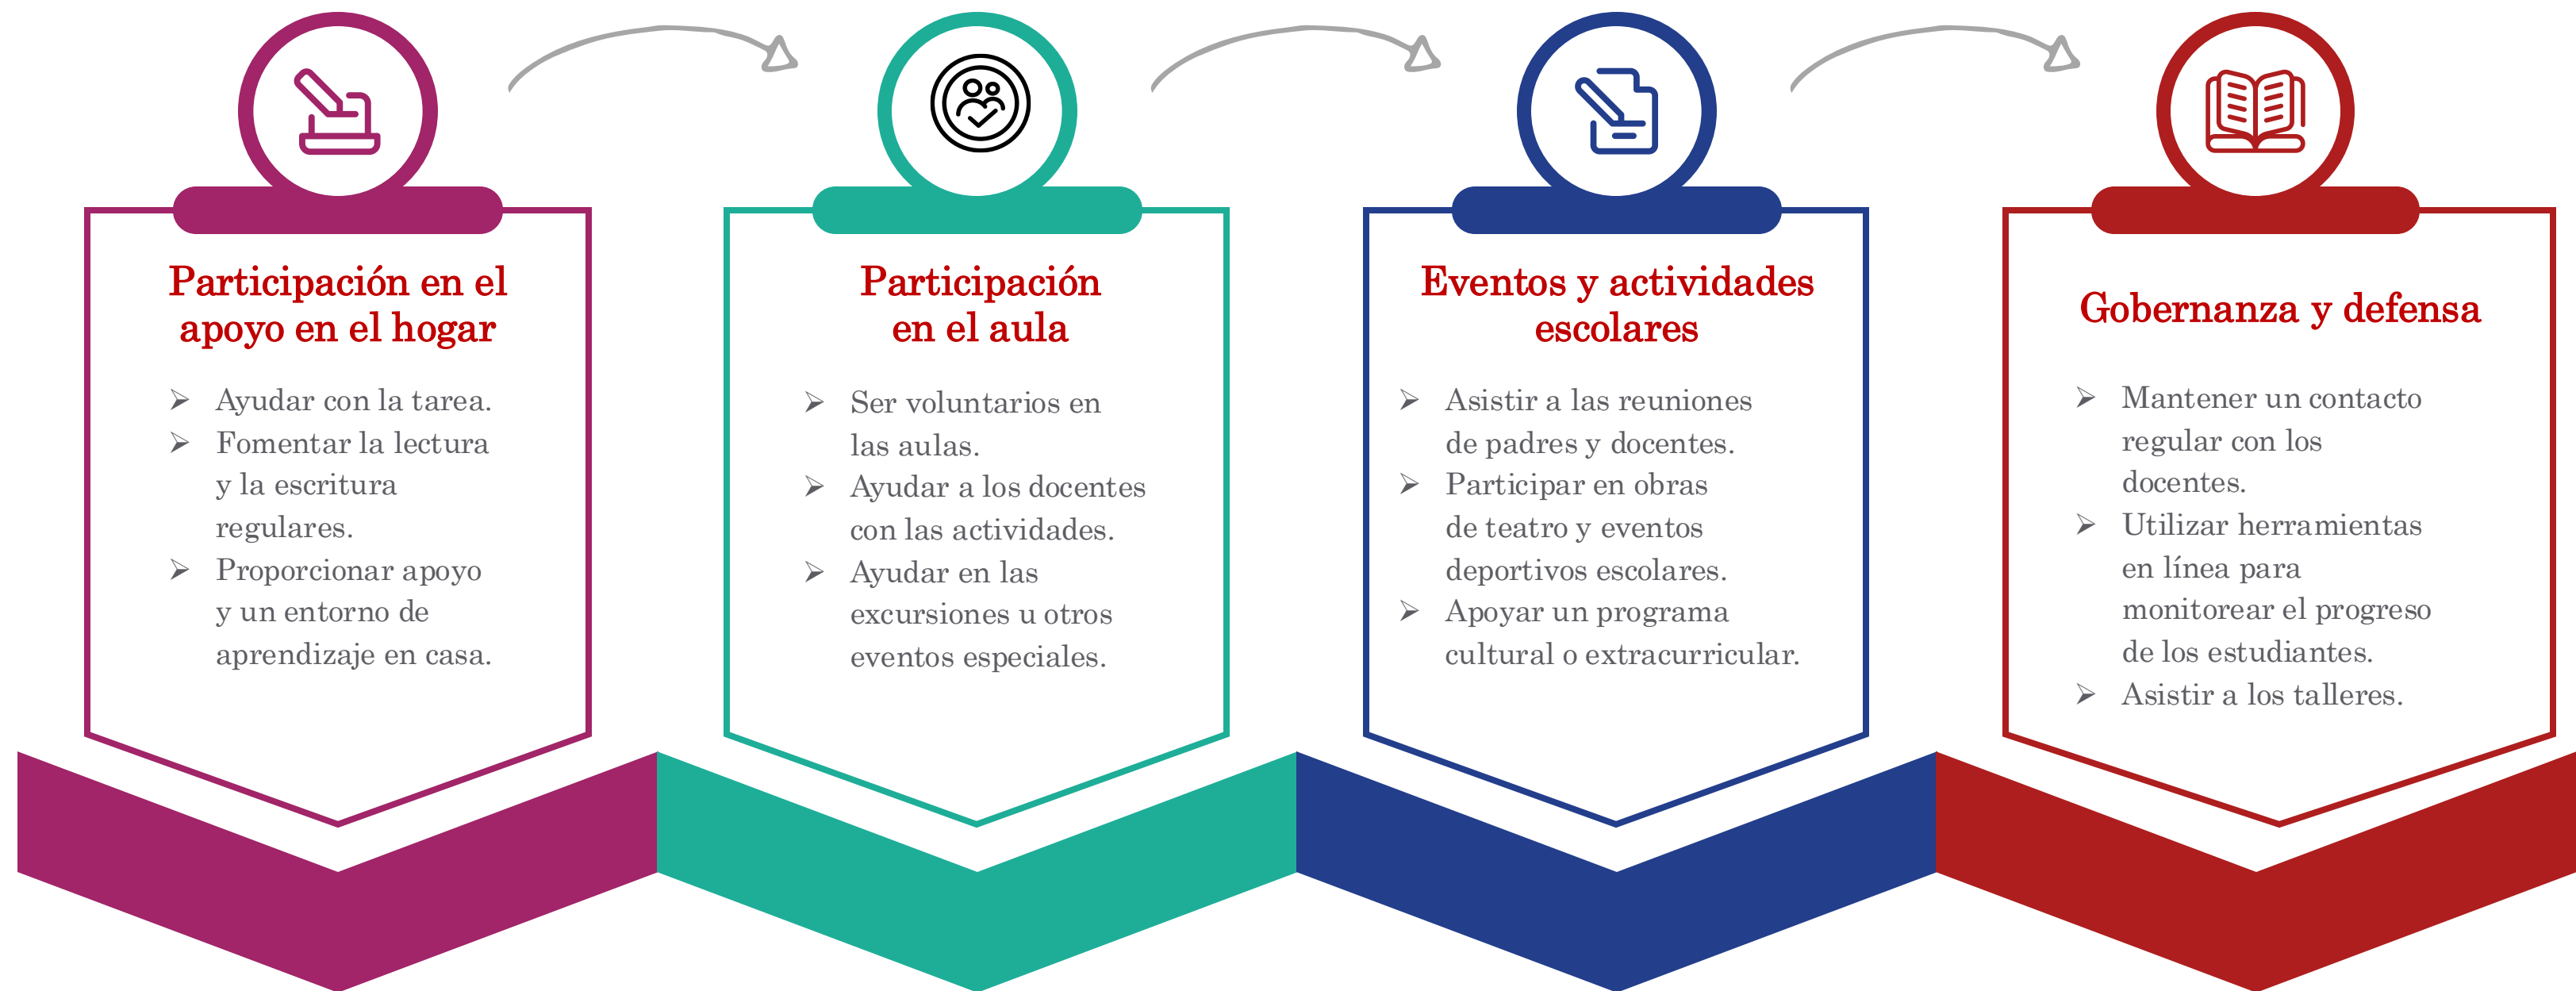 Participación en el
apoyo en el hogar
➢ Ayudar con la tarea.
➢ Fomentar la lectura
y la escritura
regulares.
➢ Proporcionar apoyo
y un entorno de
aprendizaje en casa.
Participación
en el aula
➢ Ser voluntarios en
las aulas.
➢ Ayudar a los docentes
con las actividades.
➢ Ayudar en las
excursiones u otros
eventos especiales.
Eventos y actividades
escolares
➢ Asistir a las reuniones
de padres y docentes.
➢ Participar en obras
de teatro y eventos
deportivos escolares.
➢ Apoyar un programa
cultural o extracurricular.
Gobernanza y defensa
➢ Mantener un contacto
regular con los
docentes.
➢ Utilizar herramientas
en línea para
monitorear el progreso
de los estudiantes.
➢ Asistir a los talleres.